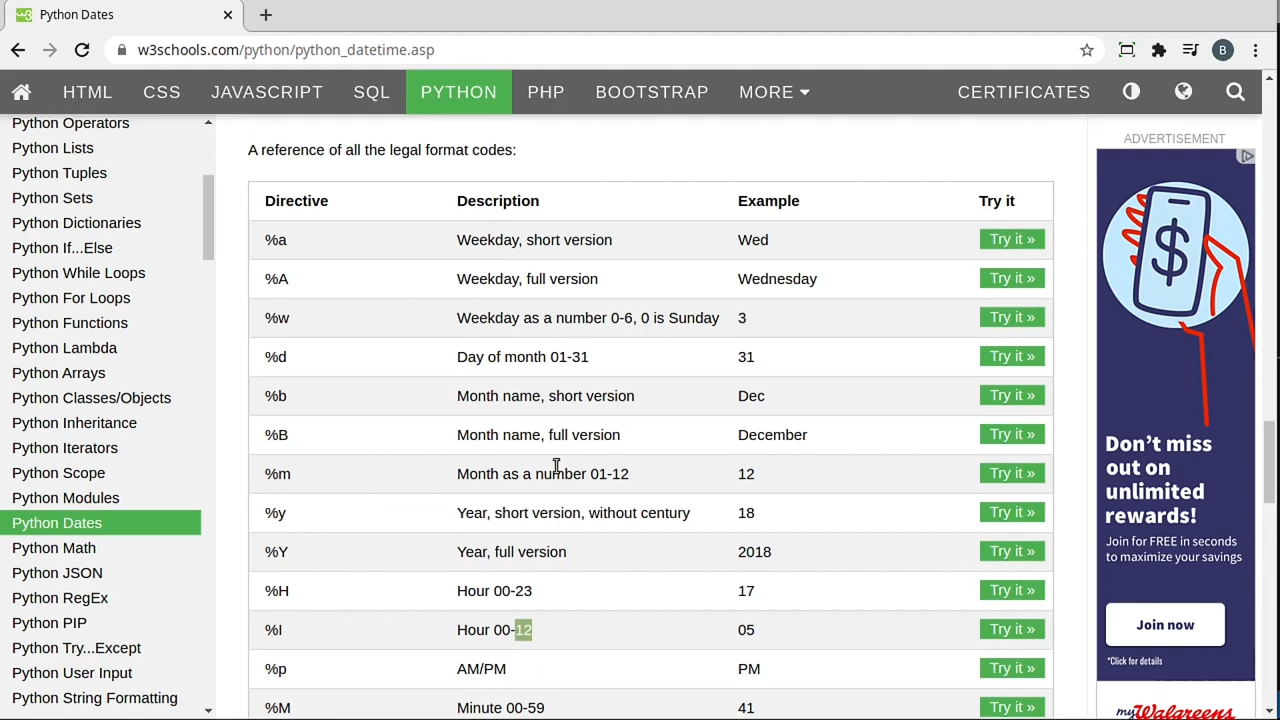 Python Dates
w3schools.com/python/python_datetime.asp
B
HTML CSS JAVASCRIPT SQL PYTHON PHP BOOTSTRAP MORE CERTIFICATES
Python Operators
Python Lists
Python Tuples
Python Sets
Python Dictionaries
Python If...Else
Python While Loops
Python For Loops
Python Functions
Python Lambda
Python Arrays
Python Classes/Objects
Python Inheritance
Python Iterators
Python Scope
Python Modules
Python Dates
Python Math
Python JSON
Python RegEx
Python PIP
Python Try...Except
Python User Input
Python String Formatting
A reference of all the legal format codes:
Directive Description Example Try it
%a Weekday, short version Wed Try it »
%A Weekday, full version Wednesday Try it »
%w Weekday as a number 0-6, 0 is Sunday 3 Try it »
%d Day of month 01-31 31 Try it »
%b Month name, short version Dec Try it »
%B Month name, full version December Try it »
%m Month as a number 01-12 12 Try it »
%y Year, short version, without century 18 Try it »
%Y Year, full version 2018 Try it »
%H Hour 00-23 17 Try it »
%I Hour 00-12 05 Try it »
%p AM/PM PM Try it »
%M Minute 00-59 41 Try it »
ADVERTISEMENT
$
Don't miss
out on
unlimited
rewards!
Join for FREE in seconds
to maximize your savings
Join now
*Click for details
myWalgreens